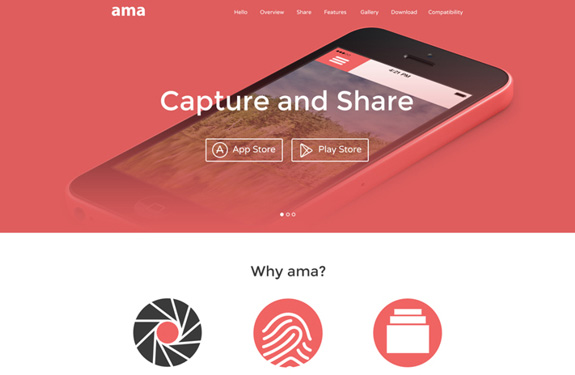 ama
Hello Overview Share Features Gallery Download Compatibility
4:21 PM
Capture and Share
App Store Play Store
Why ama?